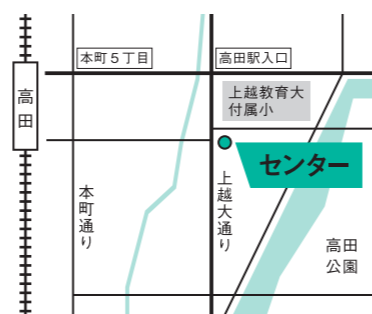 本町5丁目
高田駅入口
高田
上越教育大
付属小
センター
本町通り
上越大通り
高田
公園